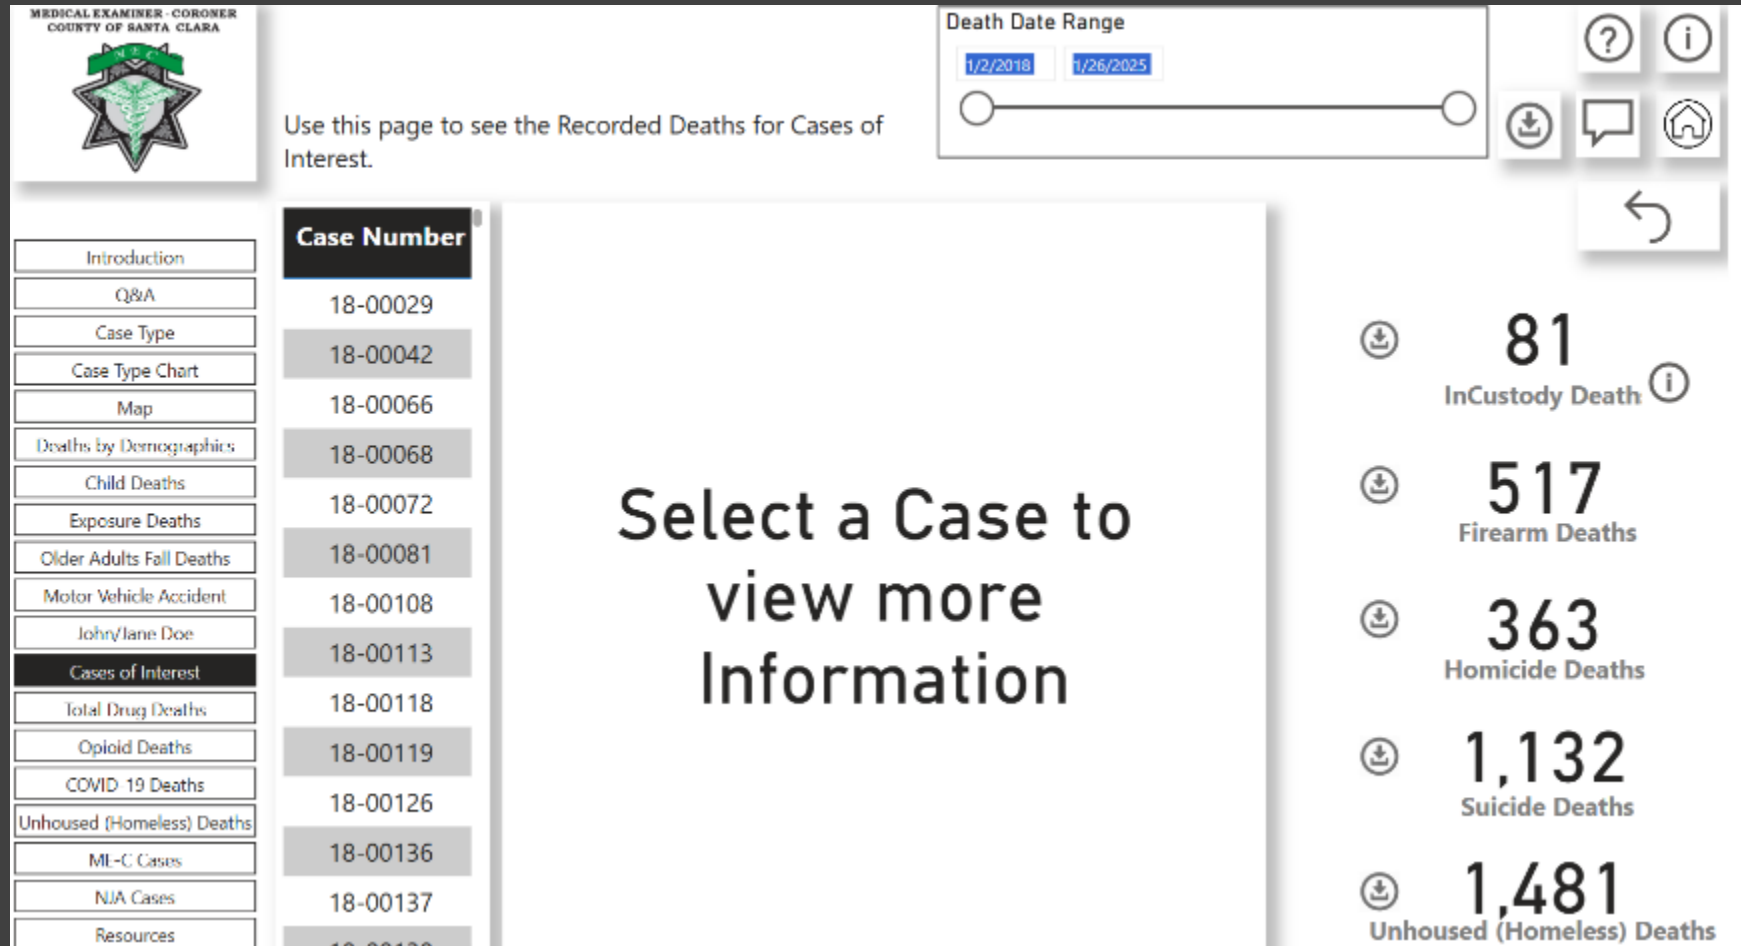 MEDICAL EXAMINER - CORONER
COUNTY OF SANTA CLARA
M E C
Use this page to see the Recorded Deaths for Cases of
Interest.
Death Date Range
1/2/2018 1/26/2025
Introduction
Q&A
Case Type
Case Type Chart
Map
Deaths by Demographics
Child Deaths
Exposure Deaths
Older Adults Fall Deaths
Motor Vehicle Accident
John/Jane Doe
Cases of Interest
Total Drug Deaths
Opioid Deaths
COVID-19 Deaths
Unhoused (Homeless) Deaths
ME-C Cases
NJA Cases
Resources
Case Number
18-00029
18-00042
18-00066
18-00068
18-00072
18-00081
18-00108
18-00113
18-00118
18-00119
18-00126
18-00136
18-00137
Select a Case to
view more
Information
81
InCustody Death
517
Firearm Deaths
363
Homicide Deaths
1,132
Suicide Deaths
1,481
Unhoused (Homeless) Deaths